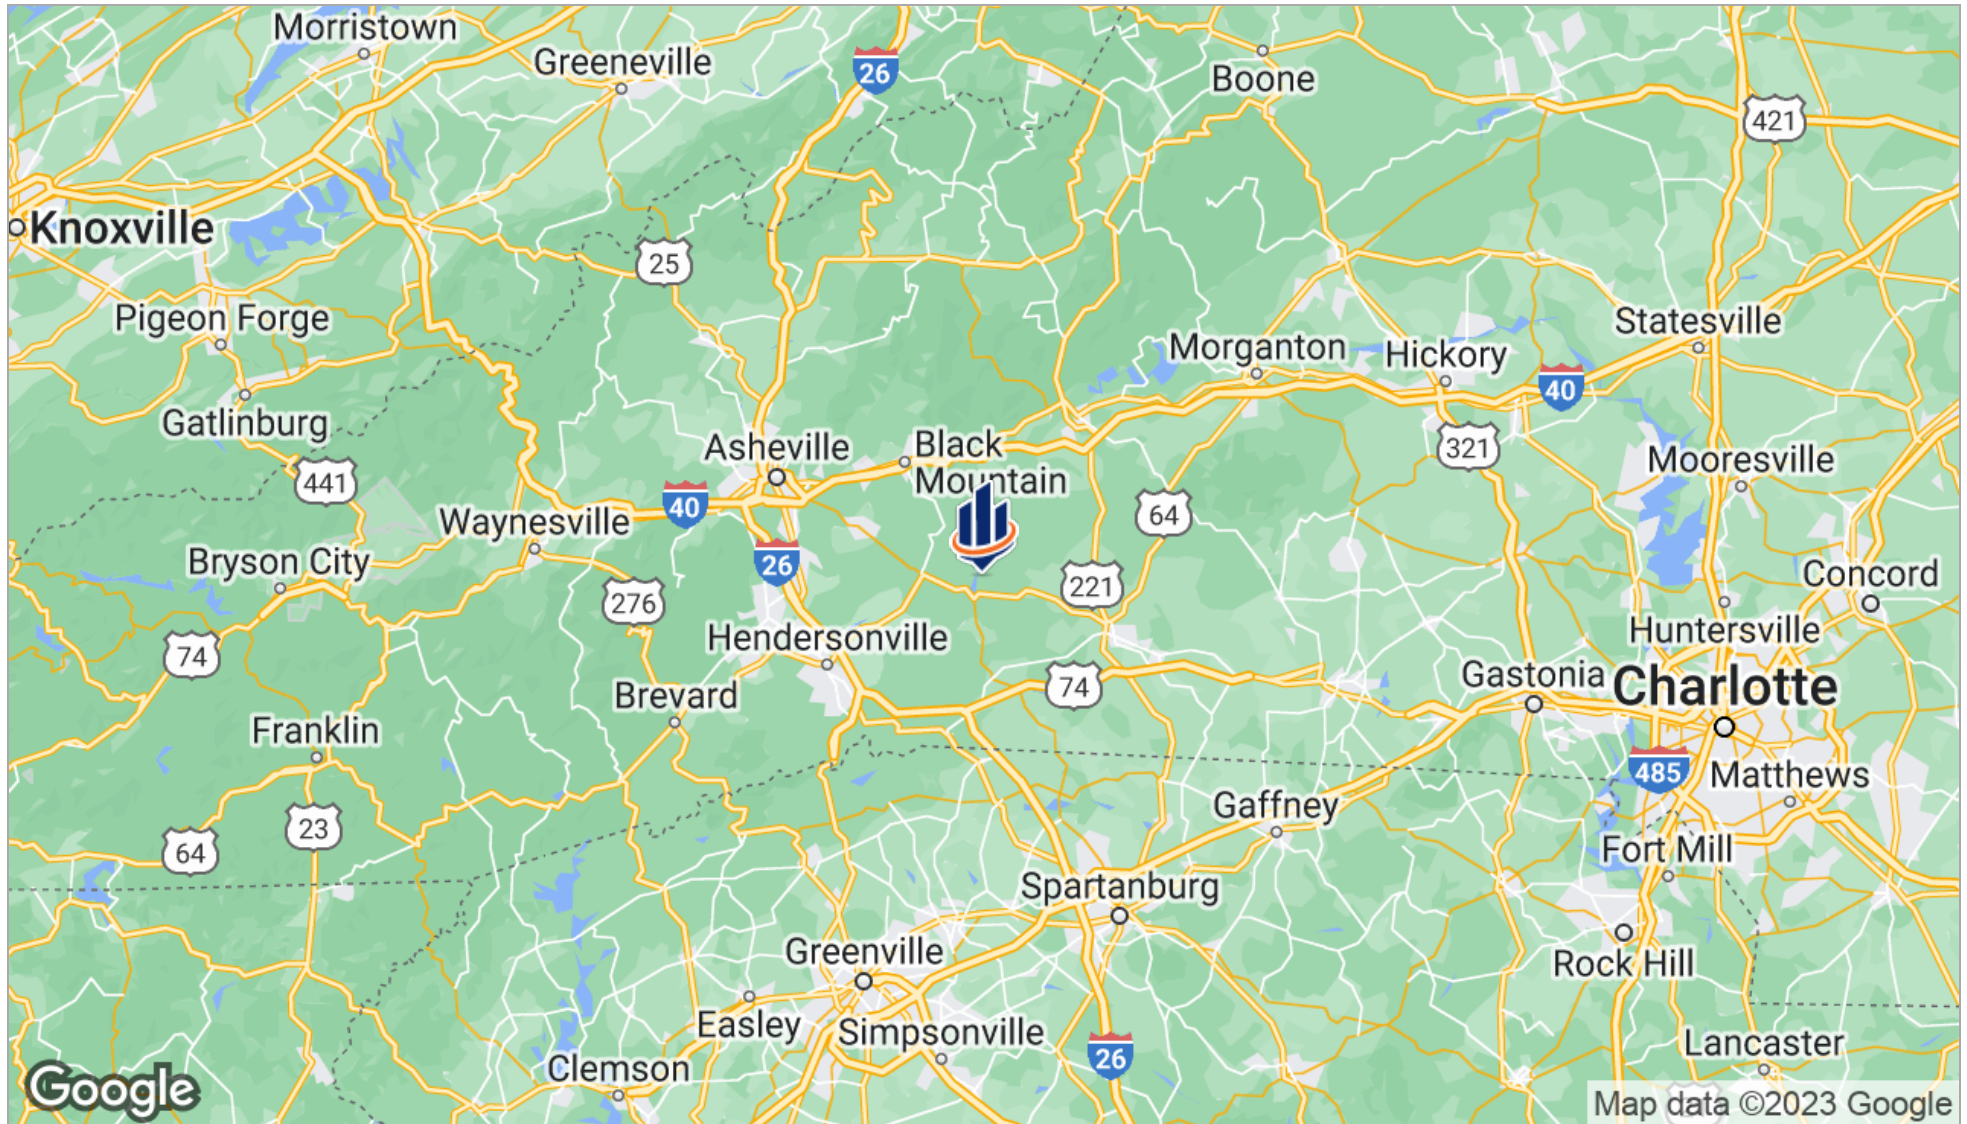 Morristown
Greeneville
26
Boone
421
Knoxville
25
Pigeon Forge
Statesville
Morganton
Hickory
40
Gatlinburg
Asheville
Black
Mountain
321
Mooresville
441
40
64
Waynesville
Bryson City
26
221
Concord
276
74
Hendersonville
Huntersville
74
Gastonia
Charlotte
Brevard
Franklin
485
Matthews
23
64
Gaffney
Fort Mill
Spartanburg
Greenville
Rock Hill
Easley
Simpsonville
26
Lancaster
Clemson
Google
Map data ©2023 Google